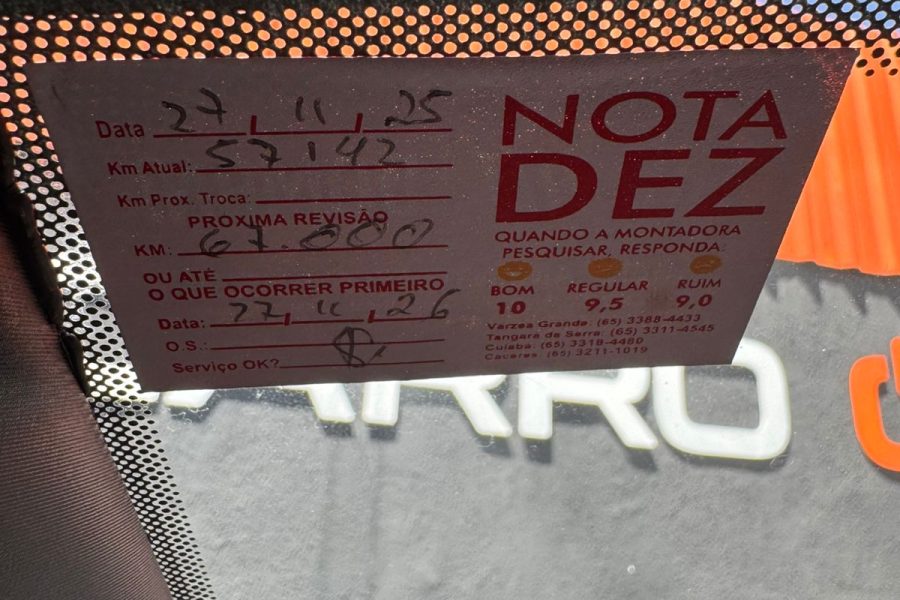 Data 27 / 11 / 25
Km Atual: 57142
Km Prox. Troca:
PROXIMA REVISÃO
KM: 67.000
OU ATÉ
O QUE OCORRER PRIMEIRO
Data: 27 / 11 / 26
O.S.:
Serviço OK?
NOTA
DEZ
QUANDO A MONTADORA
PESQUISAR, RESPONDA:
BOM REGULAR RUIM
10 9,5 9,0
Varzea Grande: (65) 3388-4433
Tangara da Serra: (65) 3311-4545
Cuiabá: (65) 3318-4480
Caceres: (65) 3211-1019
ARRO